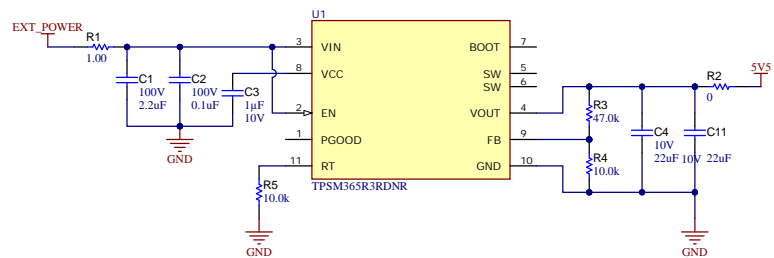 U1
EXT_POWER
R1
1.00
C1
100V
2.2uF
C2
100V
0.1uF
C3
1µF
10V
GND
3 VIN
8 VCC
2 EN
1 PGOOD
11 RT
BOOT 7
SW 5
SW 6
VOUT 4
FB 9
GND 10
TPSM365R3RDNR
R5
10.0k
GND
R3
47.0k
R4
10.0k
C4
10V
22uF
C11
10V 22uF
R2
0
5V5
GND